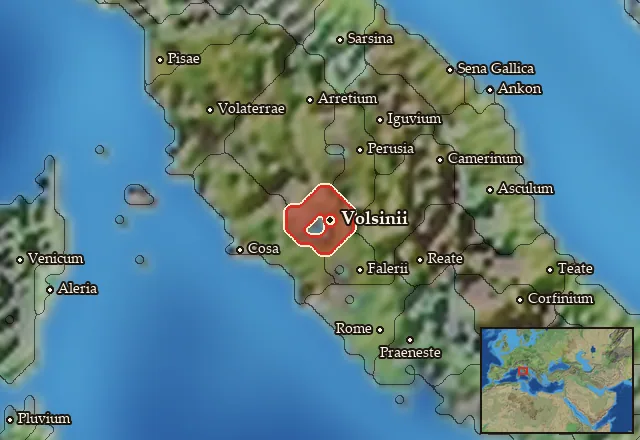 Sarsina
Pisae
Sena Gallica
Ankon
Volaterrae
Arretium
Iguvium
Perusia
Camerinum
Asculum
Volsinii
Cosa
Venicum
Falerii
Reate
Teate
Aleria
Corfinium
Rome
Praeneste
Pluvium